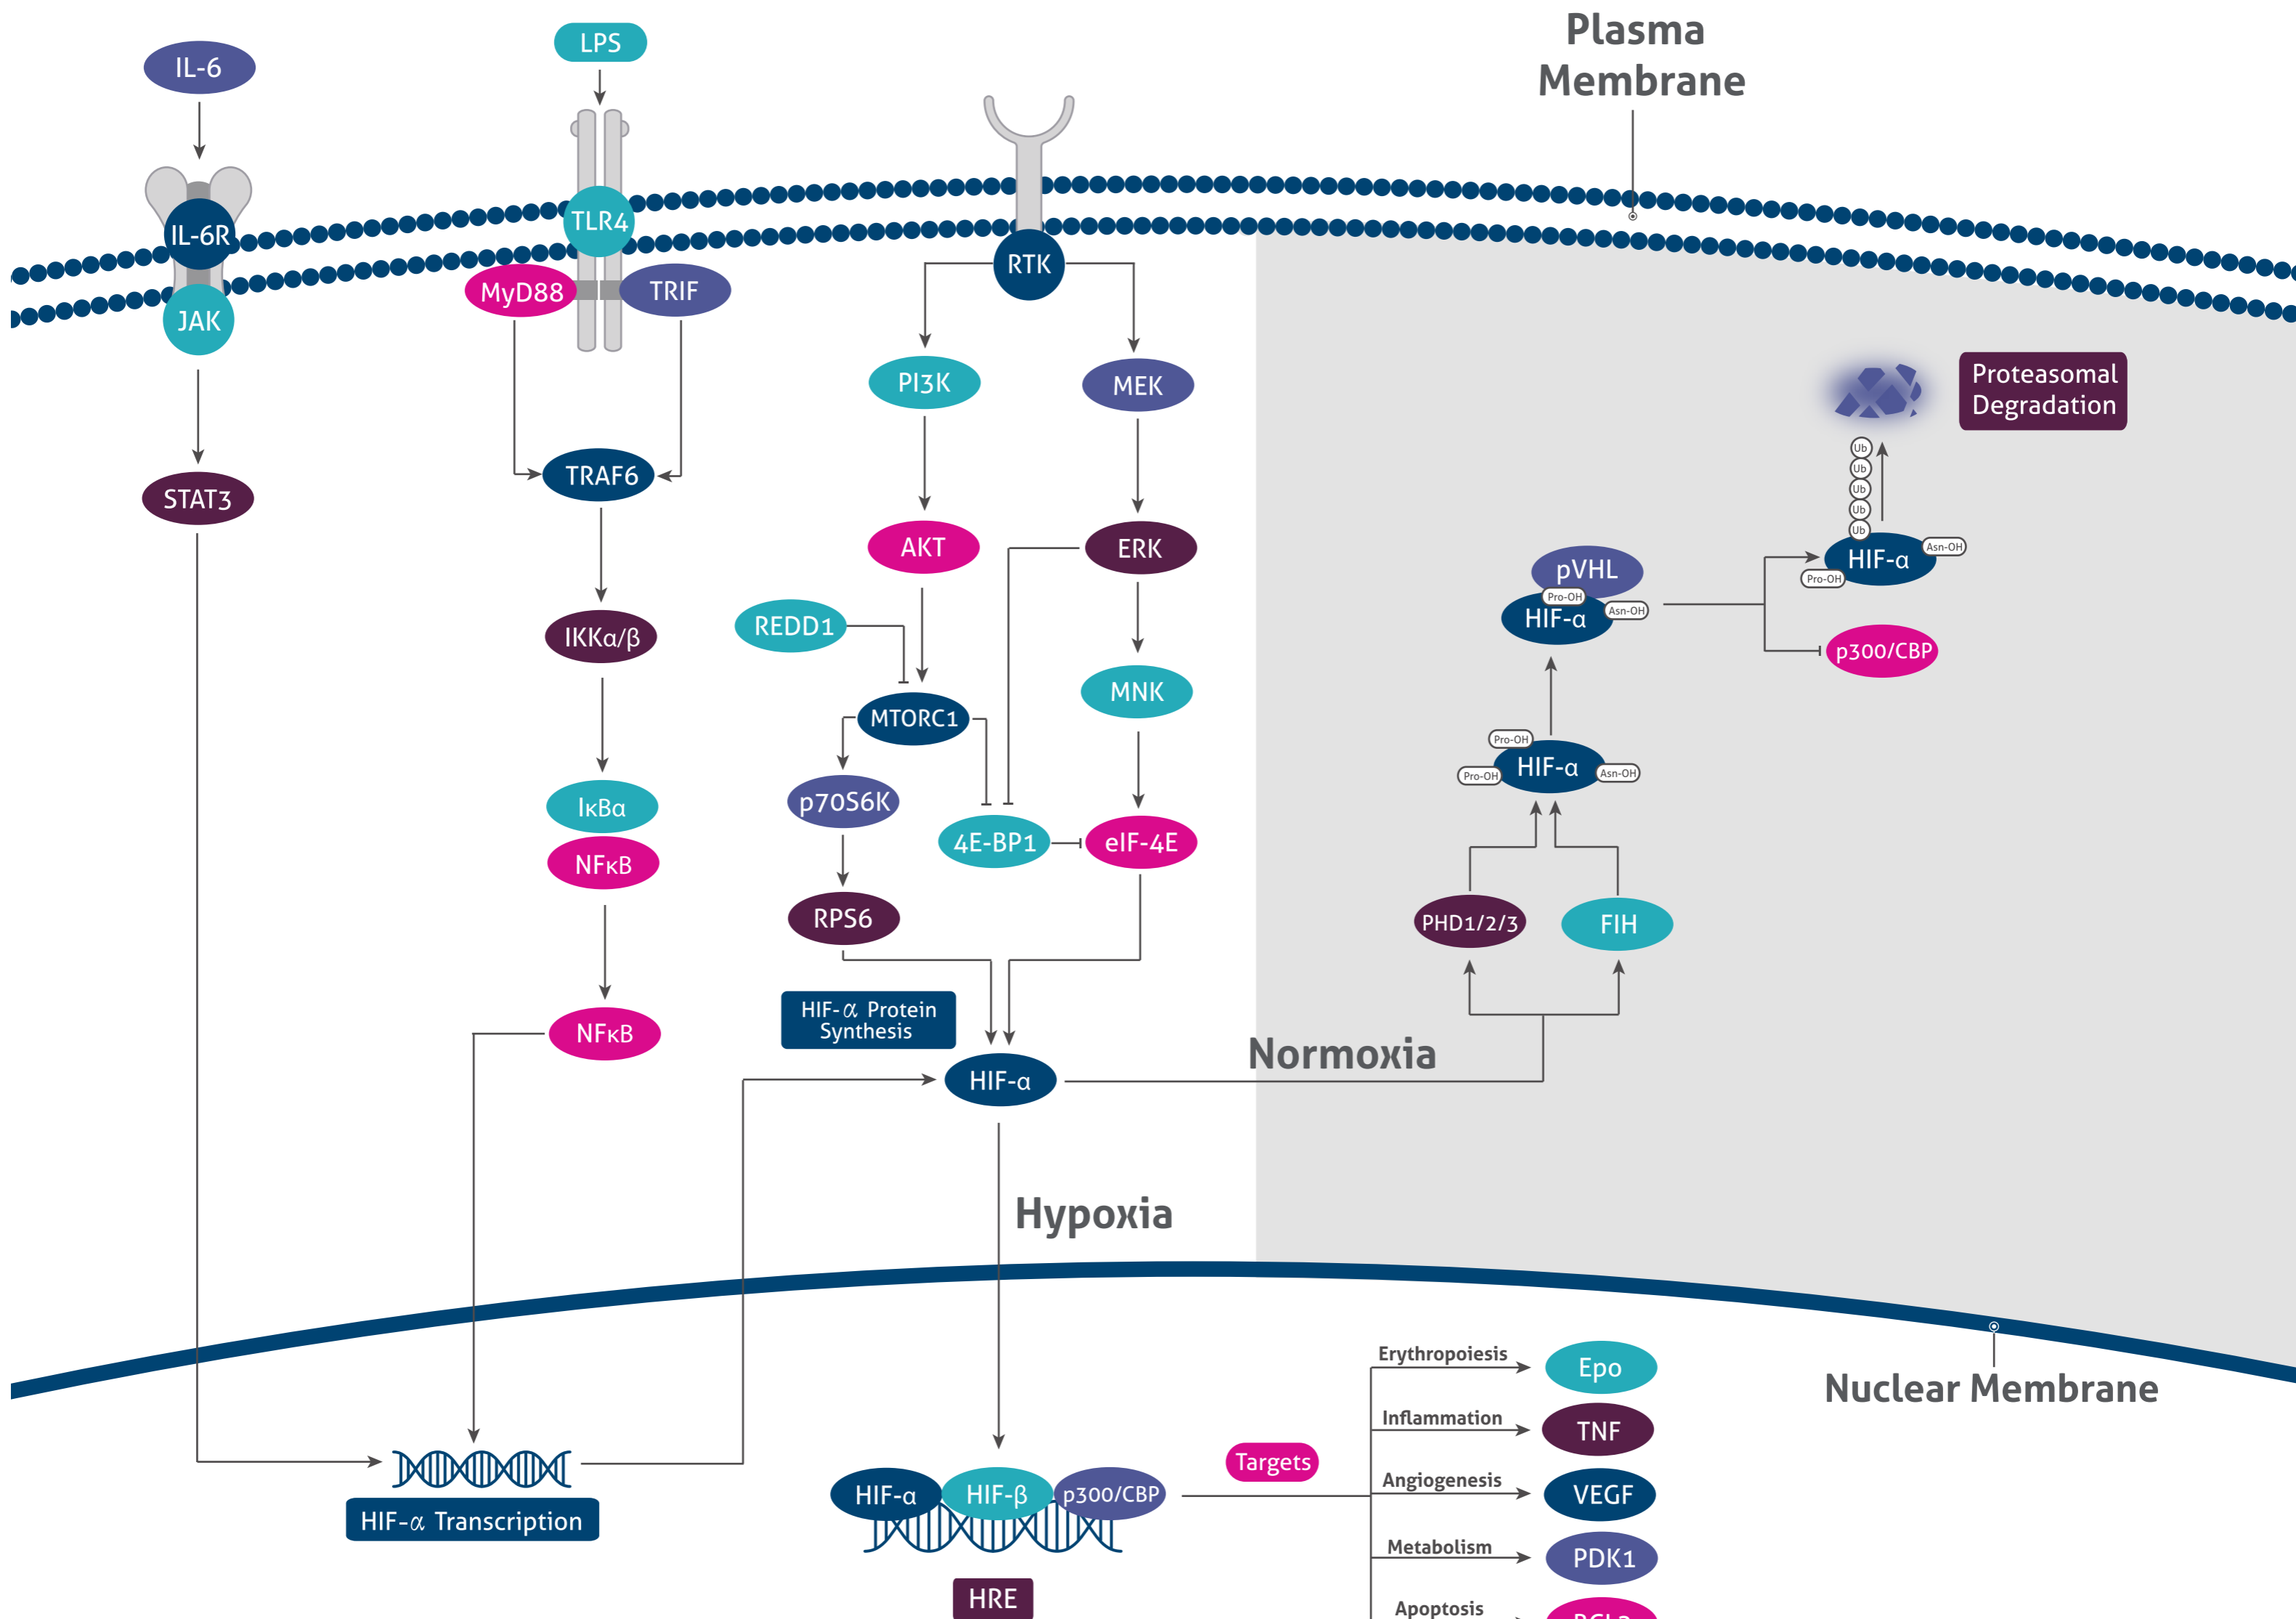 Plasma
Membrane
IL-6
LPS
IL-6R
TLR4
RTK
MyD88
TRIF
JAK
PI3K
MEK
Proteasomal
Degradation
Ub
Ub
Ub
Ub
Ub
TRAF6
STAT3
AKT
ERK
HIF-α
Asn-OH
Pro-OH
pVHL
Pro-OH
HIF-α
Asn-OH
REDD1
IKKα/β
p300/CBP
MNK
MTORC1
Pro-OH
HIF-α
Pro-OH
Asn-OH
IκBα
p70S6K
4E-BP1
eIF-4E
NFκB
RPS6
PHD1/2/3
FIH
HIF-α Protein
Synthesis
NFκB
Normoxia
HIF-α
Hypoxia
Nuclear Membrane
Erythropoiesis
Epo
Inflammation
TNF
Targets
Angiogenesis
VEGF
HIF-α
HIF-β
p300/CBP
HIF-α Transcription
Metabolism
PDK1
HRE
Apoptosis